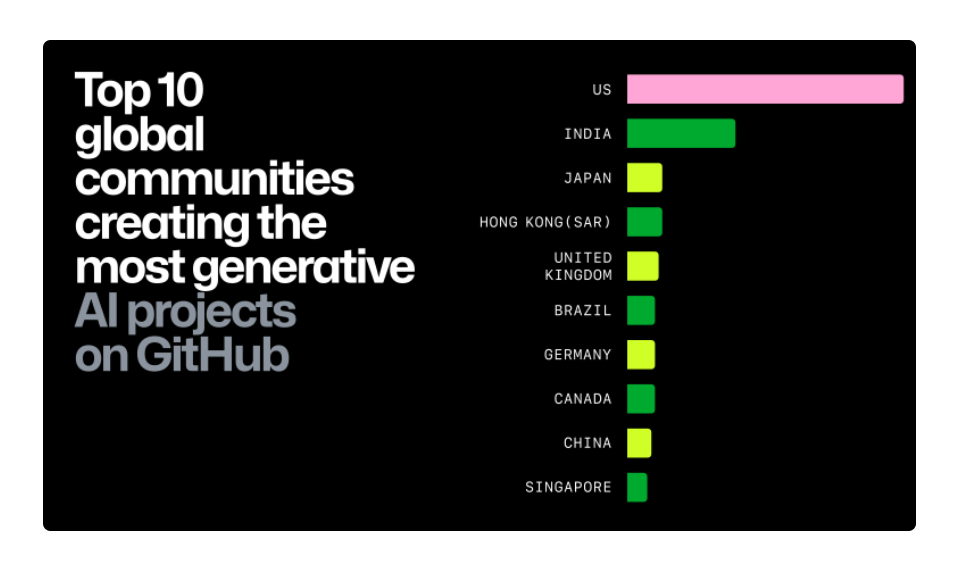 Top 10
global
communities
creating the
most generative
AI projects
on GitHub
US
INDIA
JAPAN
HONG KONG(SAR)
UNITED
KINGDOM
BRAZIL
GERMANY
CANADA
CHINA
SINGAPORE